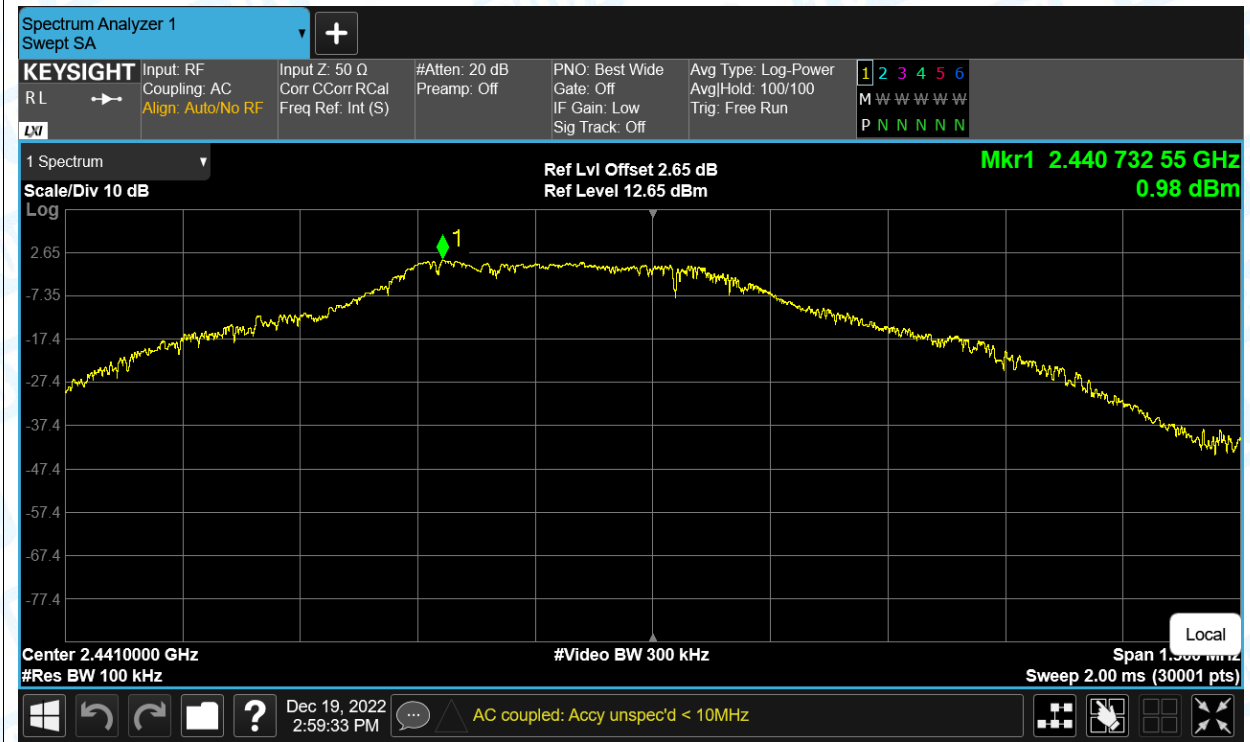 Spectrum Analyzer 1
Swept SA
KEYSIGHT
R L
LXI
Input: RF
Coupling: AC
Align: Auto/No RF
Input Z: 50 Ω
Corr CCorr RCal
Freq Ref: Int (S)
#Atten: 20 dB
Preamp: Off
PNO: Best Wide
Gate: Off
IF Gain: Low
Sig Track: Off
Avg Type: Log-Power
Avg|Hold: 100/100
Trig: Free Run
1 2 3 4 5 6
M W W W W W
P N N N N N
1 Spectrum
Scale/Div 10 dB
Log
Ref Lvl Offset 2.65 dB
Ref Level 12.65 dBm
Mkr1 2.440 732 55 GHz
0.98 dBm
1
2.65
-7.35
-17.4
-27.4
-37.4
-47.4
-57.4
-67.4
-77.4
Local
Center 2.4410000 GHz
#Res BW 100 kHz
#Video BW 300 kHz
Span
Sweep 2.00 ms (30001 pts)
?
Dec 19, 2022
2:59:33 PM
AC coupled: Accy unspec'd < 10MHz